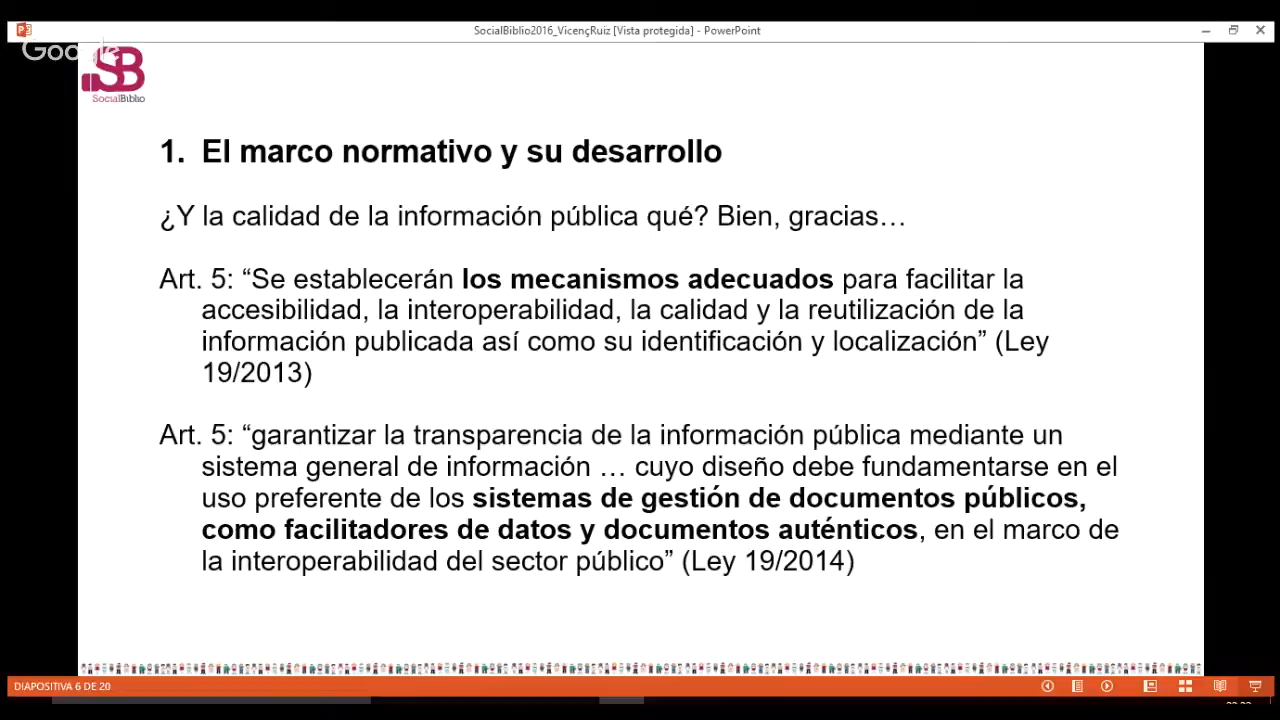 SocialBiblio2016_VicençRuiz [Vista protegida] - PowerPoint
Google
SB
SocialBiblio
1. El marco normativo y su desarrollo
¿Y la calidad de la información pública qué? Bien, gracias…
Art. 5: “Se establecerán los mecanismos adecuados para facilitar la
accesibilidad, la interoperabilidad, la calidad y la reutilización de la
información publicada así como su identificación y localización” (Ley
19/2013)
Art. 5: “garantizar la transparencia de la información pública mediante un
sistema general de información … cuyo diseño debe fundamentarse en el
uso preferente de los sistemas de gestión de documentos públicos,
como facilitadores de datos y documentos auténticos, en el marco de
la interoperabilidad del sector público” (Ley 19/2014)
DIAPOSITIVA 6 DE 20